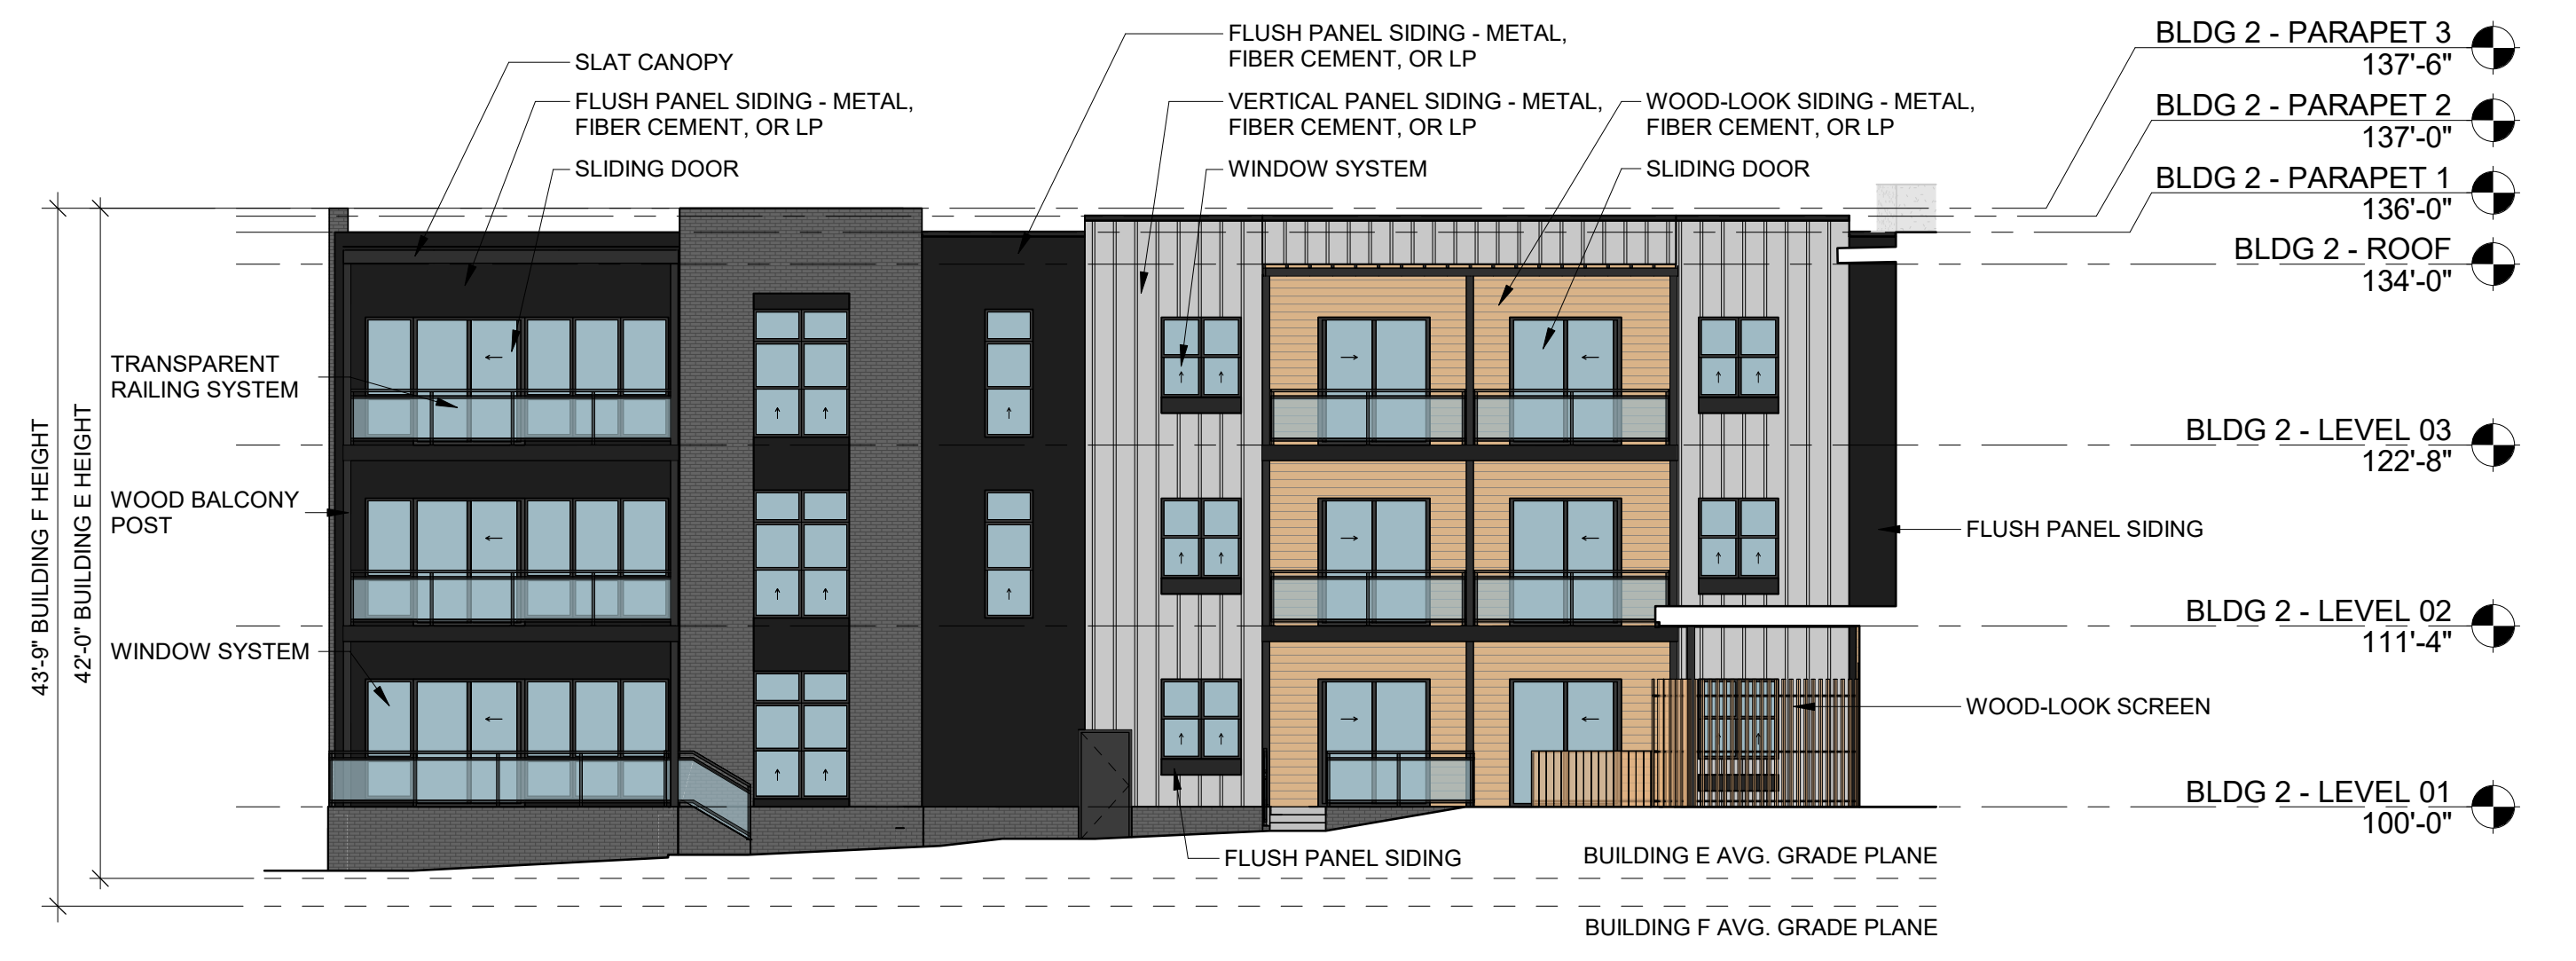 SLAT CANOPY
FLUSH PANEL SIDING - METAL,
FIBER CEMENT, OR LP
SLIDING DOOR
FLUSH PANEL SIDING - METAL,
FIBER CEMENT, OR LP
VERTICAL PANEL SIDING - METAL,
FIBER CEMENT, OR LP
WINDOW SYSTEM
WOOD-LOOK SIDING - METAL,
FIBER CEMENT, OR LP
SLIDING DOOR
BLDG 2 - PARAPET 3
137'-6"
BLDG 2 - PARAPET 2
137'-0"
BLDG 2 - PARAPET 1
136'-0"
BLDG 2 - ROOF
134'-0"
BLDG 2 - LEVEL 03
122'-8"
BLDG 2 - LEVEL 02
111'-4"
BLDG 2 - LEVEL 01
100'-0"
43'-9" BUILDING F HEIGHT
42'-0" BUILDING E HEIGHT
TRANSPARENT
RAILING SYSTEM
WOOD BALCONY
POST
WINDOW SYSTEM
FLUSH PANEL SIDING
WOOD-LOOK SCREEN
FLUSH PANEL SIDING
BUILDING E AVG. GRADE PLANE
BUILDING F AVG. GRADE PLANE